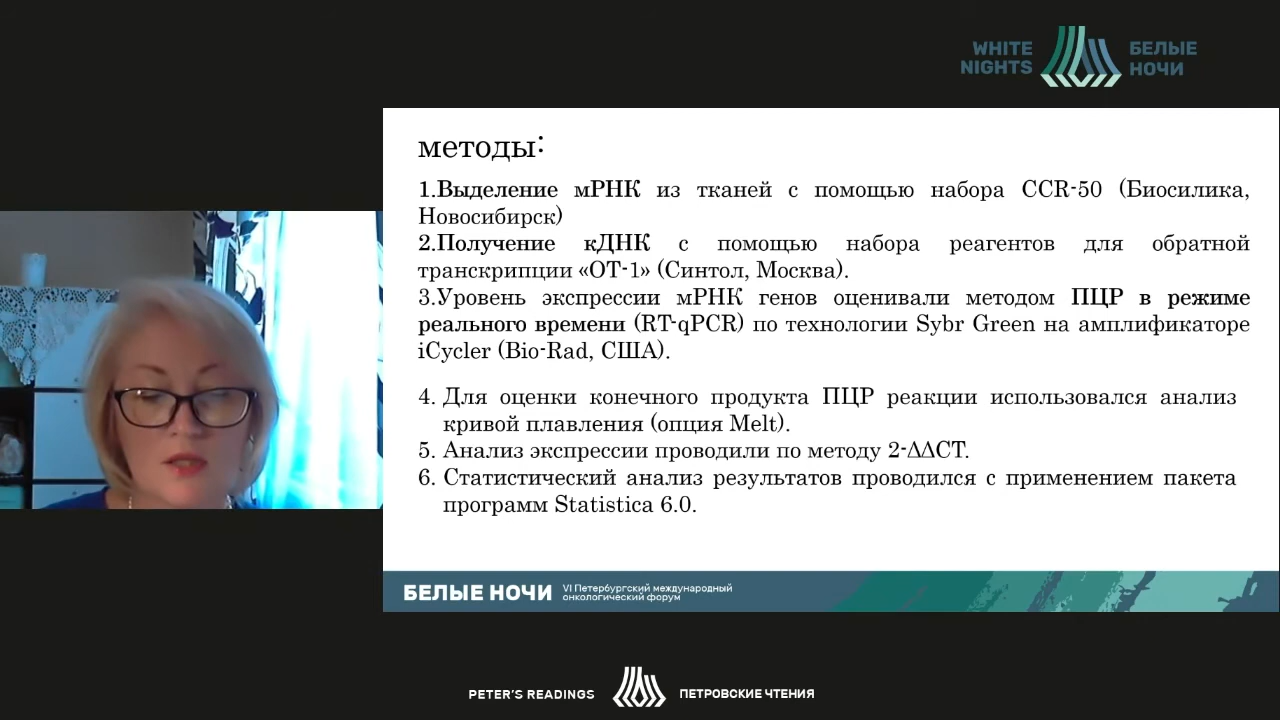 WHITE
NIGHTS
БЕЛЫЕ
НОЧИ
методы:
1.Выделение мРНК из тканей с помощью набора CCR-50 (Биосилика,
Новосибирск)
2.Получение кДНК с помощью набора реагентов для обратной
транскрипции «ОТ-1» (Синтол, Москва).
3.Уровень экспрессии мРНК генов оценивали методом ПЦР в режиме
реального времени (RT-qPCR) по технологии Sybr Green на амплификаторе
iCycler (Bio-Rad, США).
4. Для оценки конечного продукта ПЦР реакции использовался анализ
кривой плавления (опция Melt).
5. Анализ экспрессии проводили по методу 2-ΔΔCT.
6. Статистический анализ результатов проводился с применением пакета
программ Statistica 6.0.
БЕЛЫЕ НОЧИ
VI Петербургский международный
онкологический форум
PETER'S READINGS
ПЕТРОВСКИЕ ЧТЕНИЯ